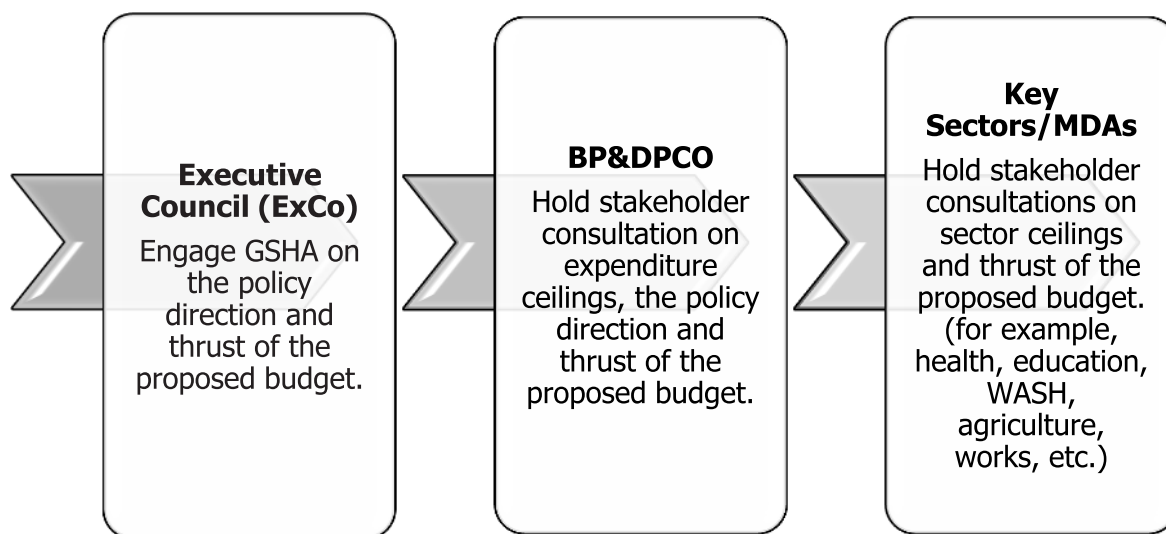 Executive
Council (ExCo)
Engage GSHA on
the policy
direction and
thrust of the
proposed budget.
BP&DPCO
Hold stakeholder
consultation on
expenditure
ceilings, the policy
direction and
thrust of the
proposed budget.
Key
Sectors/MDAs
Hold stakeholder
consultations on
sector ceilings
and thrust of the
proposed budget.
(for example,
health, education,
WASH,
agriculture,
works, etc.)